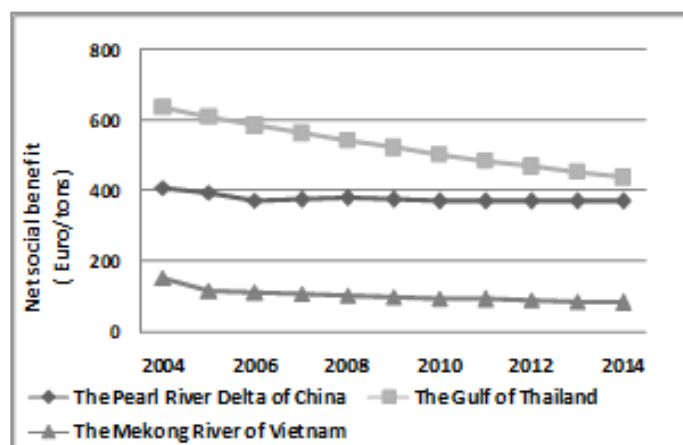 800
600
400
200
0
Net social benefit
( Euro/tons)
2004 2006 2008 2010 2012 2014
The Pearl River Delta of China The Gulf of Thailand
The Mekong River of Vietnam